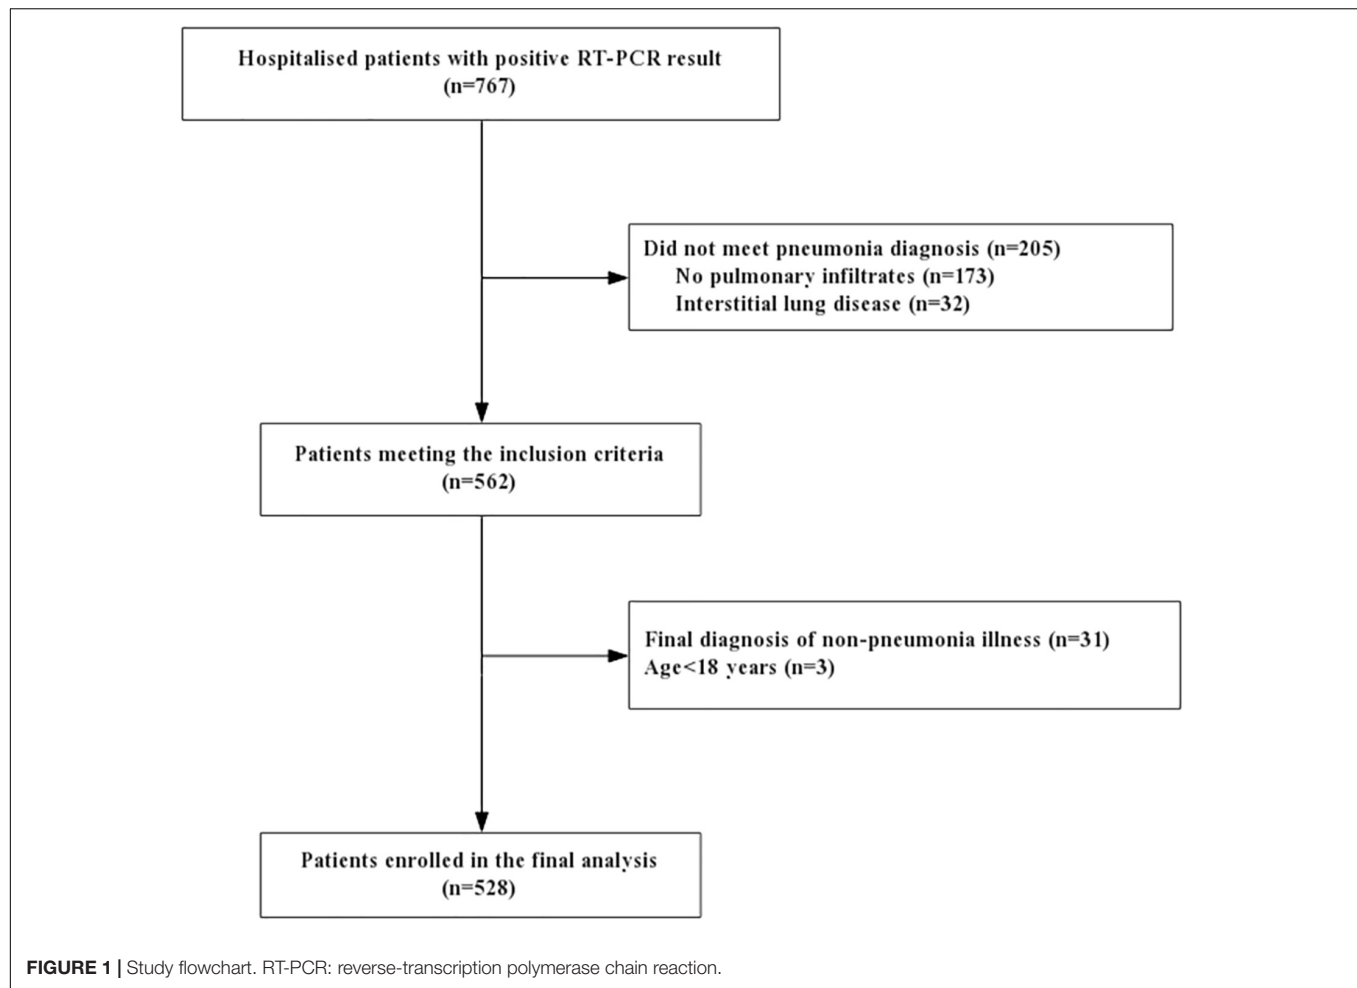 Hospitalised patients with positive RT-PCR result
(n=767)
Did not meet pneumonia diagnosis (n=205)
No pulmonary infiltrates (n=173)
Interstitial lung disease (n=32)
Patients meeting the inclusion criteria
(n=562)
Final diagnosis of non-pneumonia illness (n=31)
Age<18 years (n=3)
Patients enrolled in the final analysis
(n=528)
FIGURE 1 | Study flowchart. RT-PCR: reverse-transcription polymerase chain reaction.